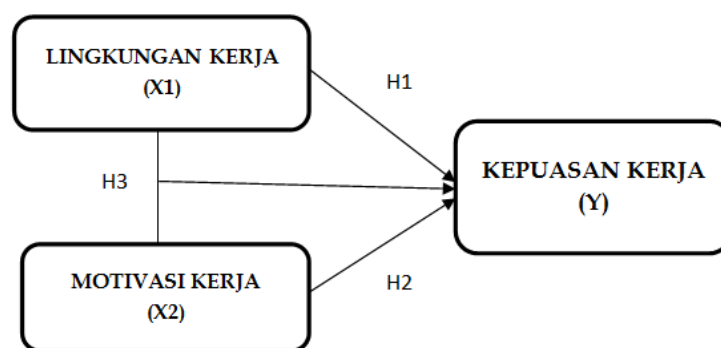 LINGKUNGAN KERJA
(X1)
H1
H3
KEPUASAN KERJA
(Y)
MOTIVASI KERJA
(X2)
H2